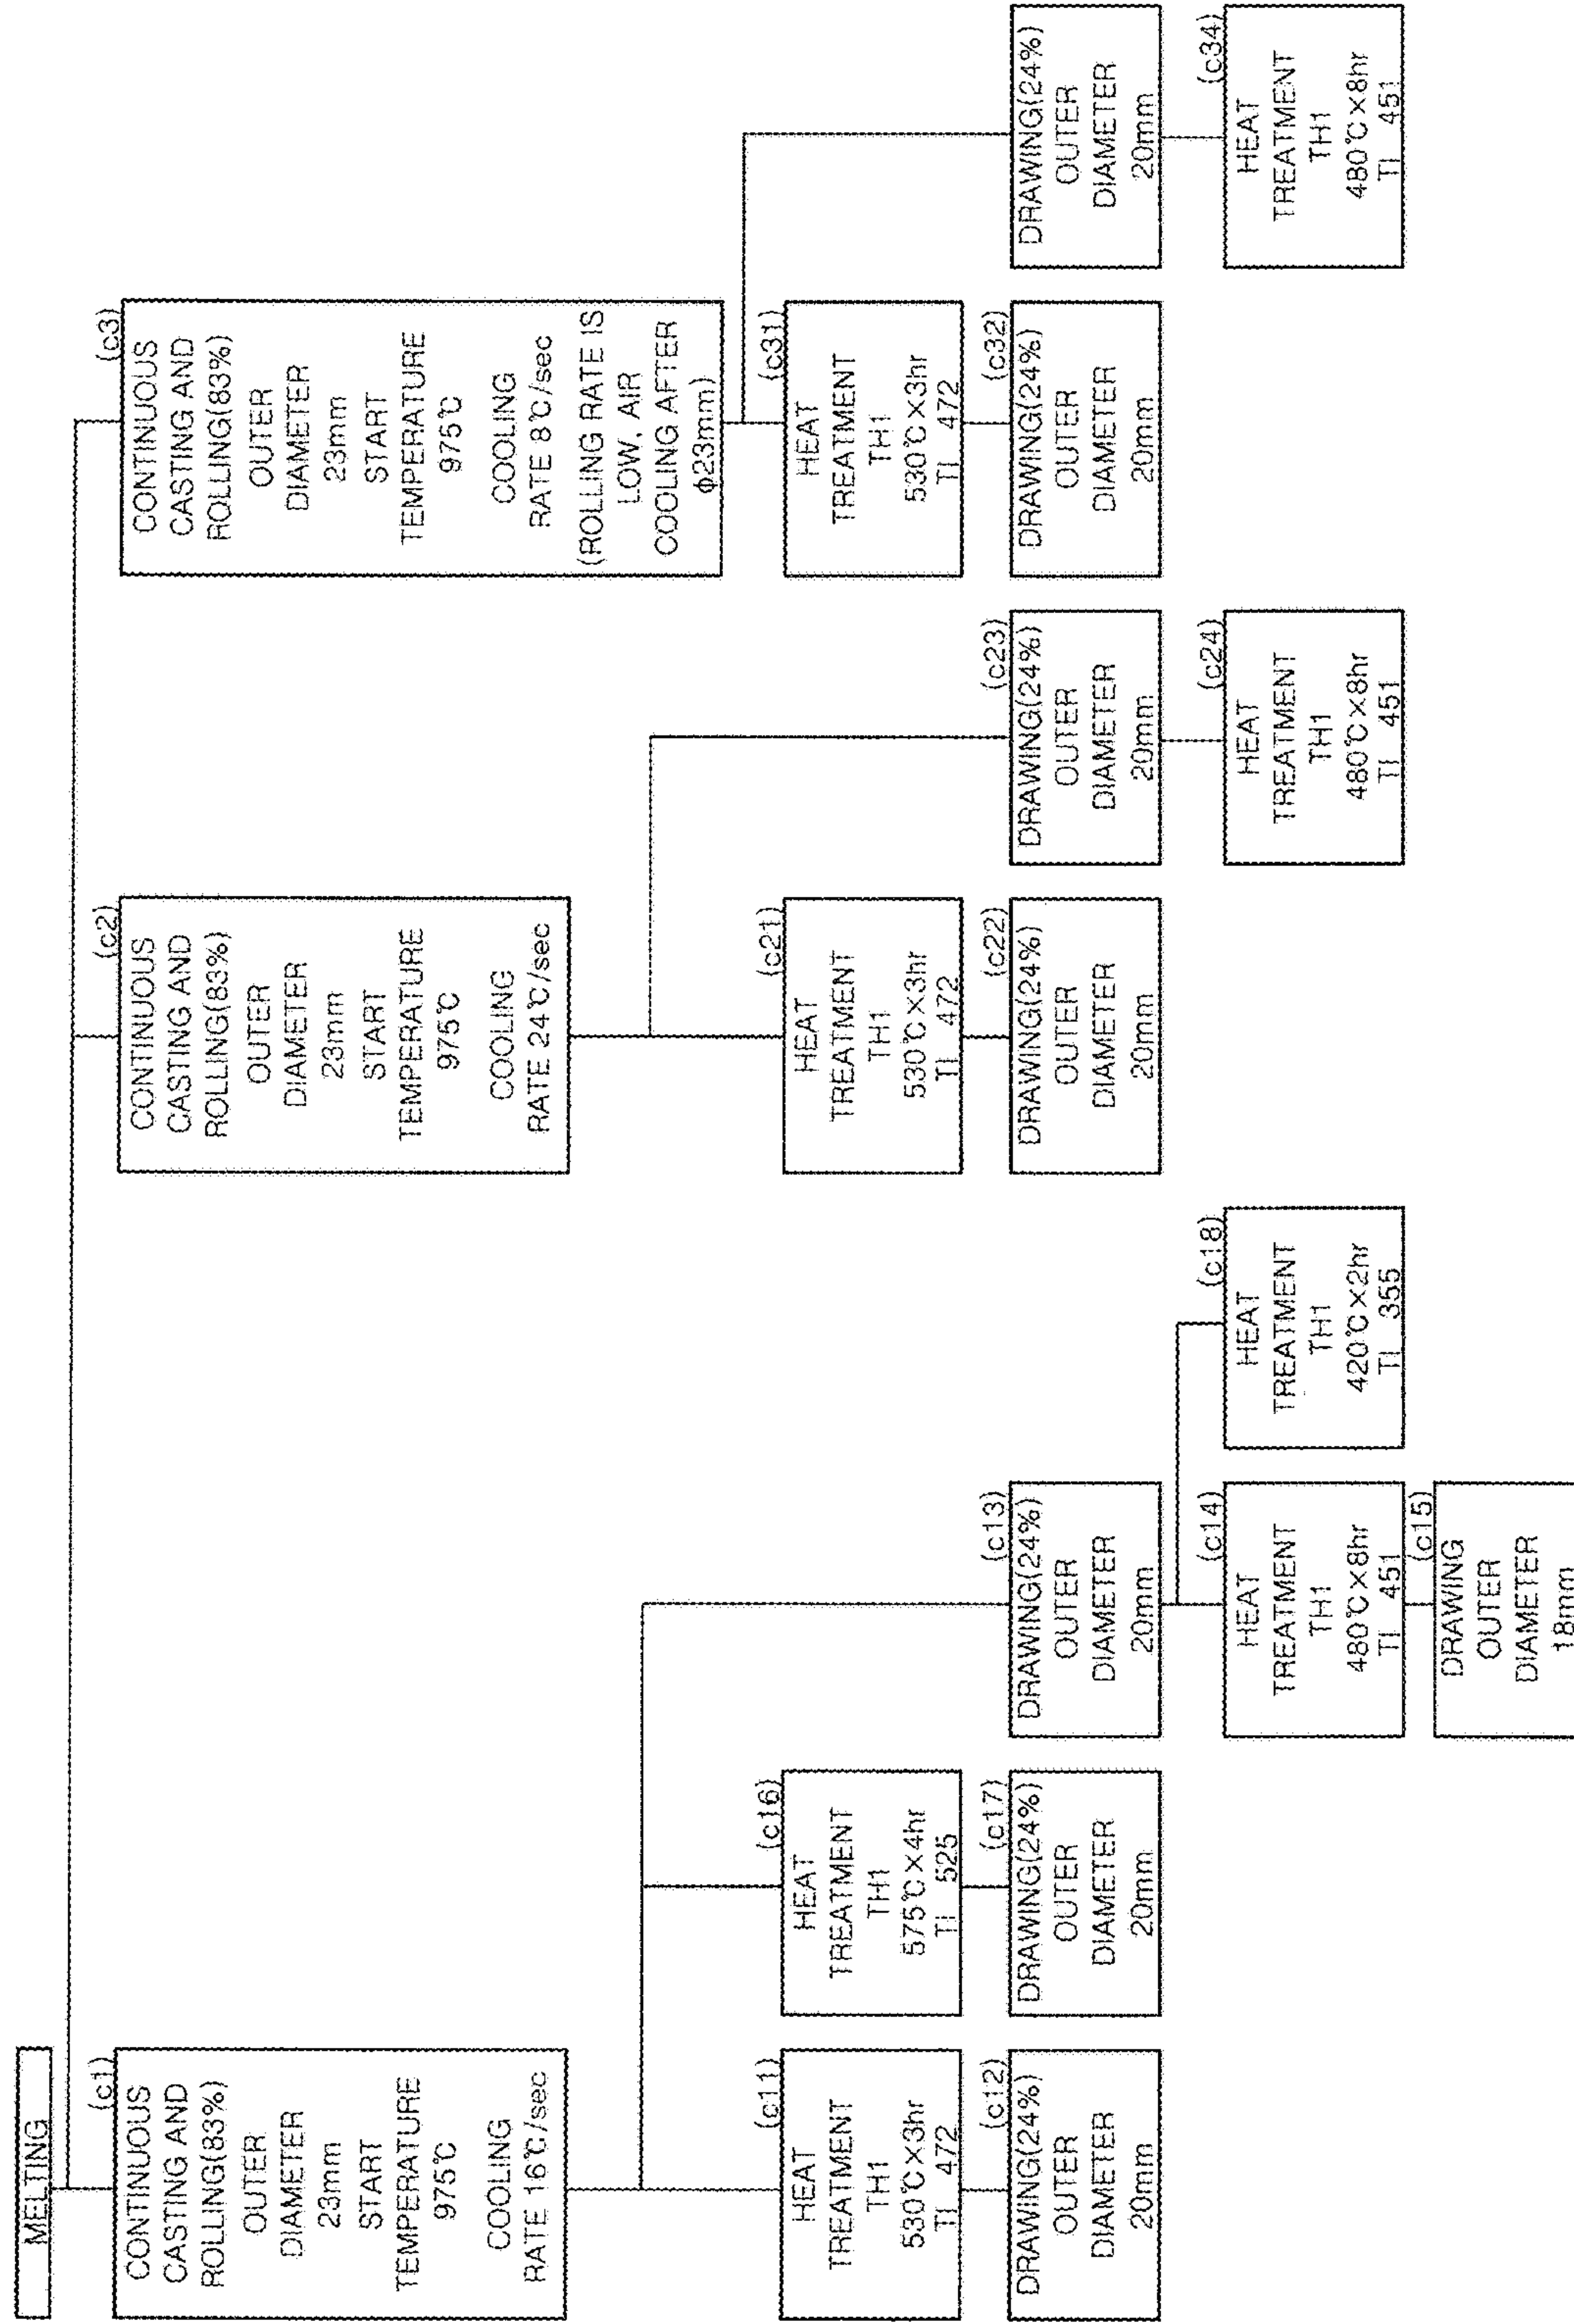 MELTING
(c1)
CONTINUOUS
CASTING AND
ROLLING(83%)
OUTER
DIAMETER
23mm
START
TEMPERATURE
975℃
COOLING
RATE 16℃/sec
(c11)
HEAT
TREATMENT
TH1
530℃×3hr
TI 472
(c12)
DRAWING(24%)
OUTER
DIAMETER
20mm
(c16)
HEAT
TREATMENT
TH1
575℃×4hr
TI 525
(c17)
DRAWING(24%)
OUTER
DIAMETER
20mm
(c13)
DRAWING(24%)
OUTER
DIAMETER
20mm
(c14)
HEAT
TREATMENT
TH1
480℃×8hr
TI 451
(c15)
DRAWING
OUTER
DIAMETER
18mm
(c18)
HEAT
TREATMENT
TH1
420℃×2hr
TI 355
(c2)
CONTINUOUS
CASTING AND
ROLLING(83%)
OUTER
DIAMETER
23mm
START
TEMPERATURE
975℃
COOLING
RATE 24℃/sec
(c21)
HEAT
TREATMENT
TH1
530℃×3hr
TI 472
(c22)
DRAWING(24%)
OUTER
DIAMETER
20mm
(c23)
DRAWING(24%)
OUTER
DIAMETER
20mm
(c24)
HEAT
TREATMENT
TH1
480℃×8hr
TI 451
(c3)
CONTINUOUS
CASTING AND
ROLLING(83%)
OUTER
DIAMETER
23mm
START
TEMPERATURE
975℃
COOLING
RATE 8℃/sec
(ROLLING RATE IS
LOW, AIR
COOLING AFTER
φ23mm)
(c31)
HEAT
TREATMENT
TH1
530℃×3hr
TI 472
(c32)
DRAWING(24%)
OUTER
DIAMETER
20mm
DRAWING(24%)
OUTER
DIAMETER
20mm
(c34)
HEAT
TREATMENT
TH1
480℃×8hr
TI 451